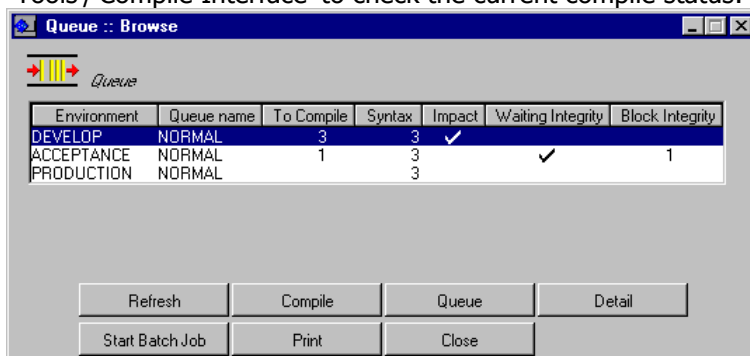 Tools / Compile Interface' to check the current compile status.
Queue :: Browse
Queue
Environment Queue name To Compile Syntax Impact Waiting Integrity Block Integrity
DEVELOP NORMAL 3 3 ✓
ACCEPTANCE NORMAL 1 3 ✓ 1
PRODUCTION NORMAL 3
Refresh Compile Queue Detail
Start Batch Job Print Close